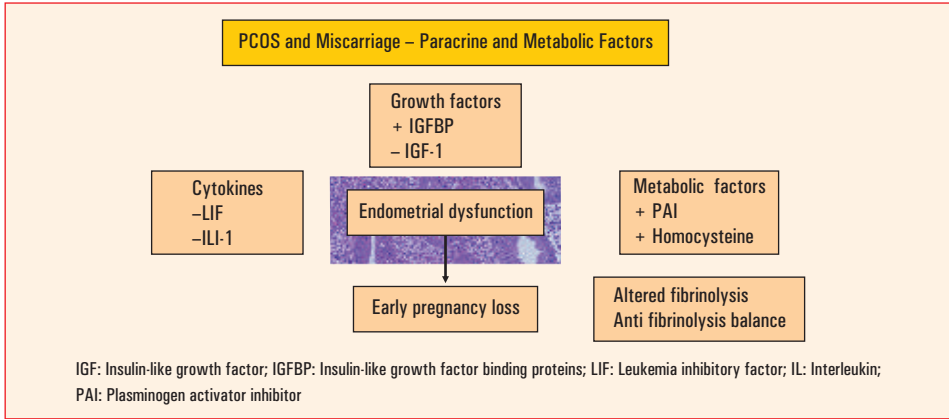 PCOS and Miscarriage – Paracrine and Metabolic Factors
Growth factors
+ IGFBP
– IGF-1
Cytokines
–LIF
–ILI-1
Endometrial dysfunction
Metabolic factors
+ PAI
+ Homocysteine
Early pregnancy loss
Altered fibrinolysis
Anti fibrinolysis balance
IGF: Insulin-like growth factor; IGFBP: Insulin-like growth factor binding proteins; LIF: Leukemia inhibitory factor; IL: Interleukin;
PAI: Plasminogen activator inhibitor